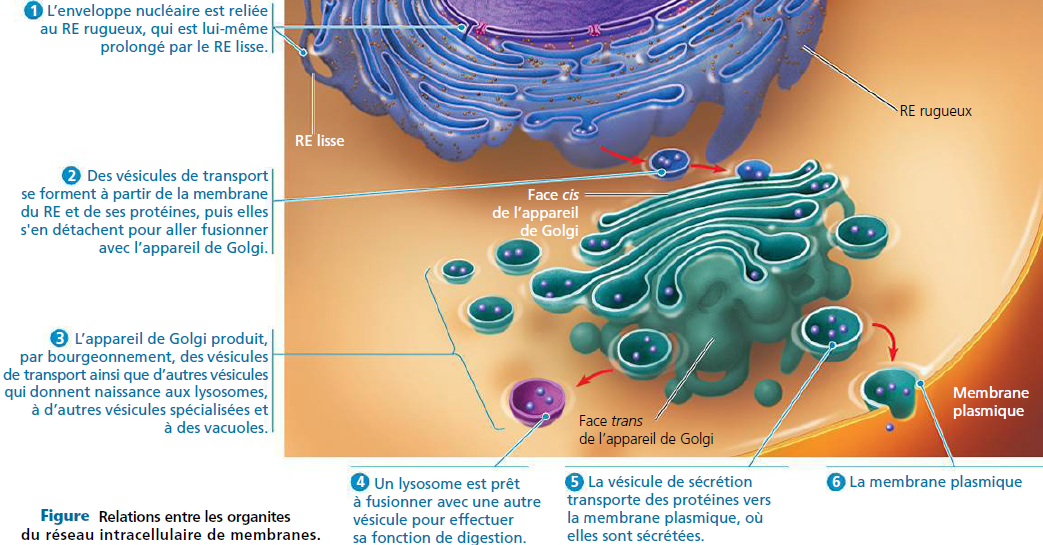 1 L'enveloppe nucléaire est reliée
au RE rugueux, qui est lui-même
prolongé par le RE lisse.
RE rugueux
RE lisse
2 Des vésicules de transport
se forment à partir de la membrane
du RE et de ses protéines, puis elles
s'en détachent pour aller fusionner
avec l'appareil de Golgi.
Face cis
de l'appareil
de Golgi
3 L'appareil de Golgi produit,
par bourgeonnement, des vésicules
de transport ainsi que d'autres vésicules
qui donnent naissance aux lysosomes,
à d'autres vésicules spécialisées et
à des vacuoles.
Membrane
plasmique
Face trans
de l'appareil de Golgi
4 Un lysosome est prêt
à fusionner avec une autre
vésicule pour effectuer
sa fonction de digestion.
5 La vésicule de sécrétion
transporte des protéines vers
la membrane plasmique, où
elles sont sécrétées.
6 La membrane plasmique
Figure Relations entre les organites
du réseau intracellulaire de membranes.